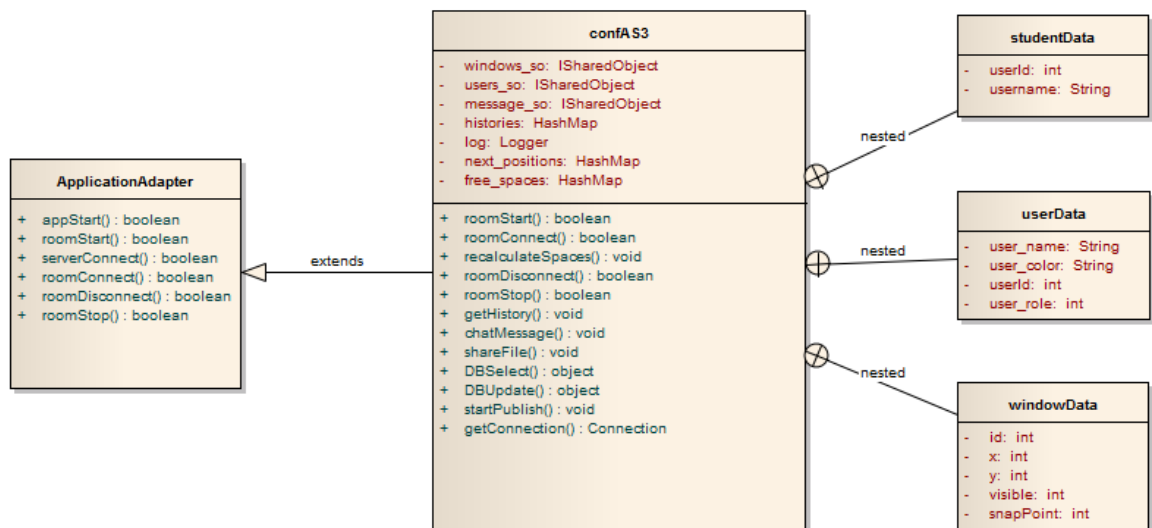 ApplicationAdapter
+ appStart() : boolean
+ roomStart() : boolean
+ serverConnect() : boolean
+ roomConnect() : boolean
+ roomDisconnect() : boolean
+ roomStop() : boolean
extends
confAS3
- windows_so: ISharedObject
- users_so: ISharedObject
- message_so: ISharedObject
- histories: HashMap
- log: Logger
- next_positions: HashMap
- free_spaces: HashMap
+ roomStart() : boolean
+ roomConnect() : boolean
+ recalculateSpaces() : void
+ roomDisconnect() : boolean
+ roomStop() : boolean
+ getHistory() : void
+ chatMessage() : void
+ shareFile() : void
+ DBSelect() : object
+ DBUpdate() : object
+ startPublish() : void
+ getConnection() : Connection
nested
studentData
- userId: int
- username: String
nested
userData
- user_name: String
- user_color: String
- userId: int
- user_role: int
nested
windowData
- id: int
- x: int
- y: int
- visible: int
- snapPoint: int